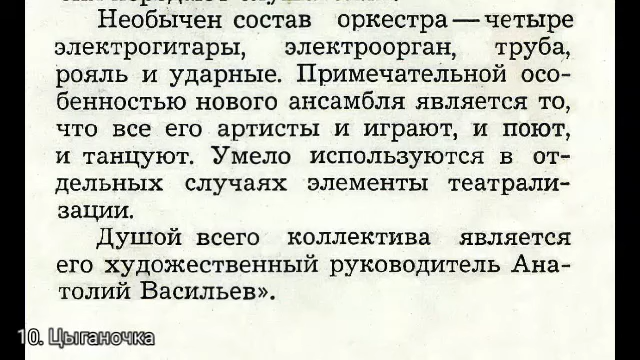 Необычен состав оркестра — четыре
электрогитары, электроорган, труба,
рояль и ударные. Примечательной осо-
бенностью нового ансамбля является то,
что все его артисты и играют, и поют,
и танцуют. Умело используются в от-
дельных случаях элементы театрали-
зации.
Душой всего коллектива является
его художественный руководитель Ана-
толий Васильев».
10. Цыганочка